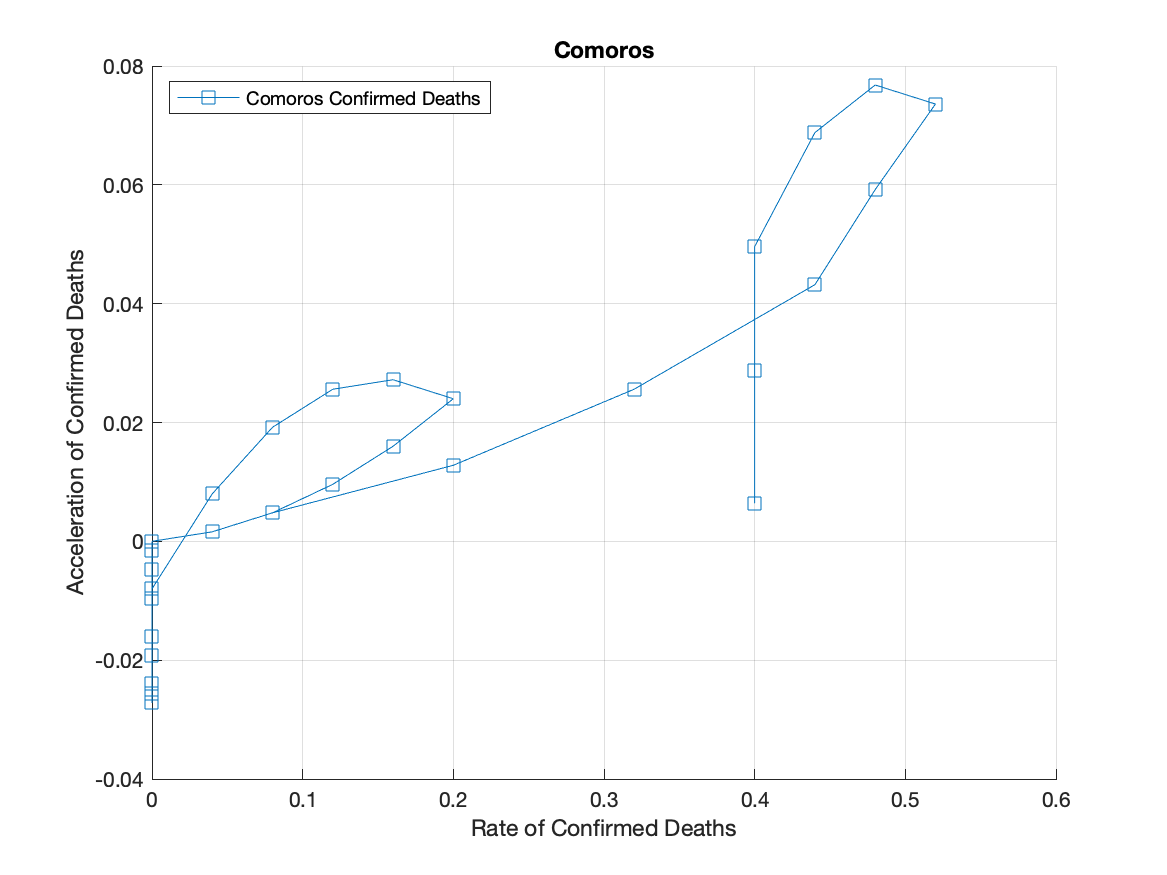 Comoros
Comoros Confirmed Deaths
0.08
0.06
0.04
0.02
0
-0.02
-0.04
Acceleration of Confirmed Deaths
0 0.1 0.2 0.3 0.4 0.5 0.6
Rate of Confirmed Deaths